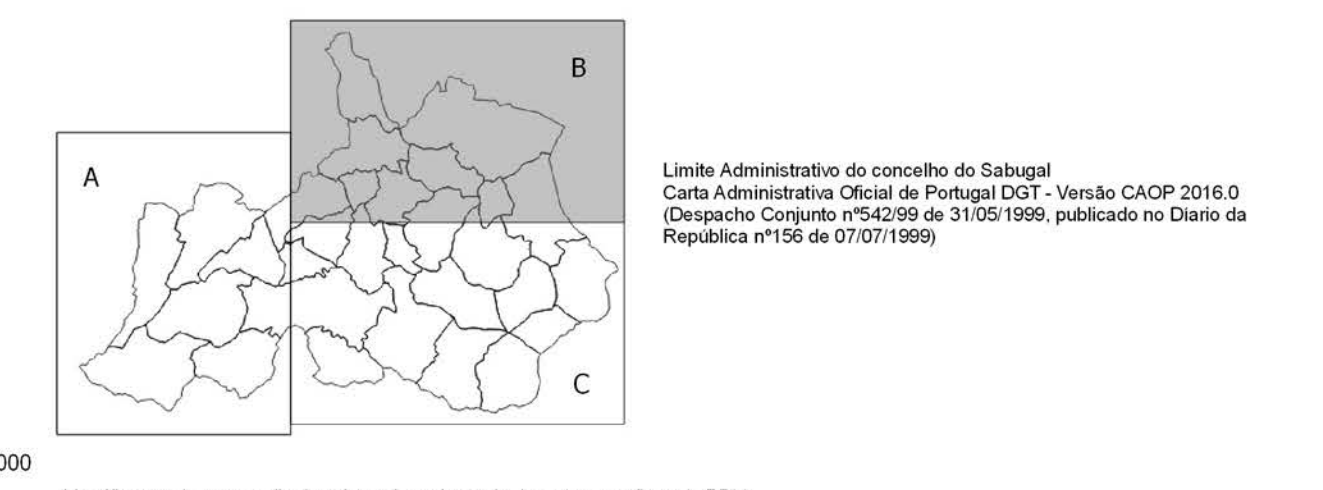 B
A
Limite Administrativo do concelho do Sabugal
Carta Administrativa Oficial de Portugal DGT - Versão CAOP 2016.0
(Despacho Conjunto nº542/99 de 31/05/1999, publicado no Diario da
República nº156 de 07/07/1999)
C
000